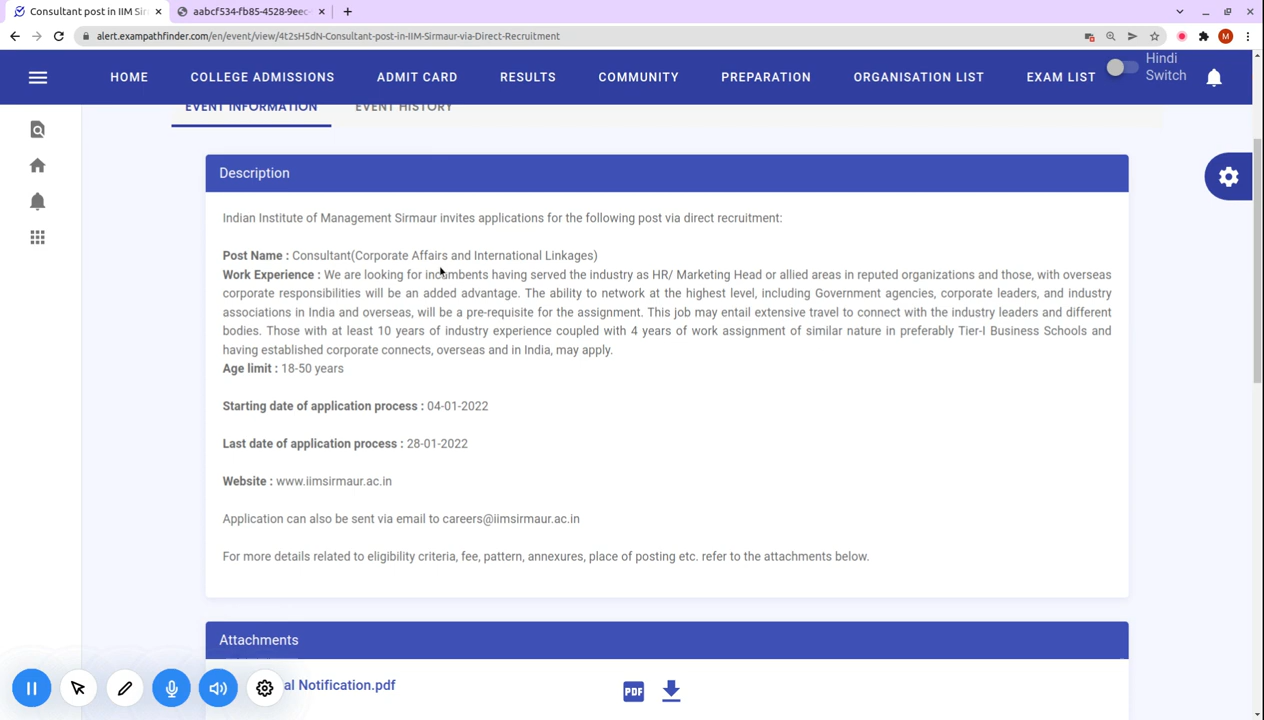 Consultant post in IIM Sir
aabcf534-fb85-4528-9eec-
alert.exampathfinder.com/en/event/view/4t2sH5dN-Consultant-post-in-IIM-Sirmaur-via-Direct-Recruitment
M
HOME COLLEGE ADMISSIONS ADMIT CARD RESULTS COMMUNITY PREPARATION ORGANISATION LIST EXAM LIST
Hindi
Switch
EVENT INFORMATION EVENT HISTORY
Description
Indian Institute of Management Sirmaur invites applications for the following post via direct recruitment:
Post Name : Consultant(Corporate Affairs and International Linkages)
Work Experience : We are looking for incumbents having served the industry as HR/ Marketing Head or allied areas in reputed organizations and those, with overseas
corporate responsibilities will be an added advantage. The ability to network at the highest level, including Government agencies, corporate leaders, and industry
associations in India and overseas, will be a pre-requisite for the assignment. This job may entail extensive travel to connect with the industry leaders and different
bodies. Those with at least 10 years of industry experience coupled with 4 years of work assignment of similar nature in preferably Tier-I Business Schools and
having established corporate connects, overseas and in India, may apply.
Age limit : 18-50 years
Starting date of application process : 04-01-2022
Last date of application process : 28-01-2022
Website : www.iimsirmaur.ac.in
Application can also be sent via email to careers@iimsirmaur.ac.in
For more details related to eligibility criteria, fee, pattern, annexures, place of posting etc. refer to the attachments below.
Attachments
al Notification.pdf
PDF